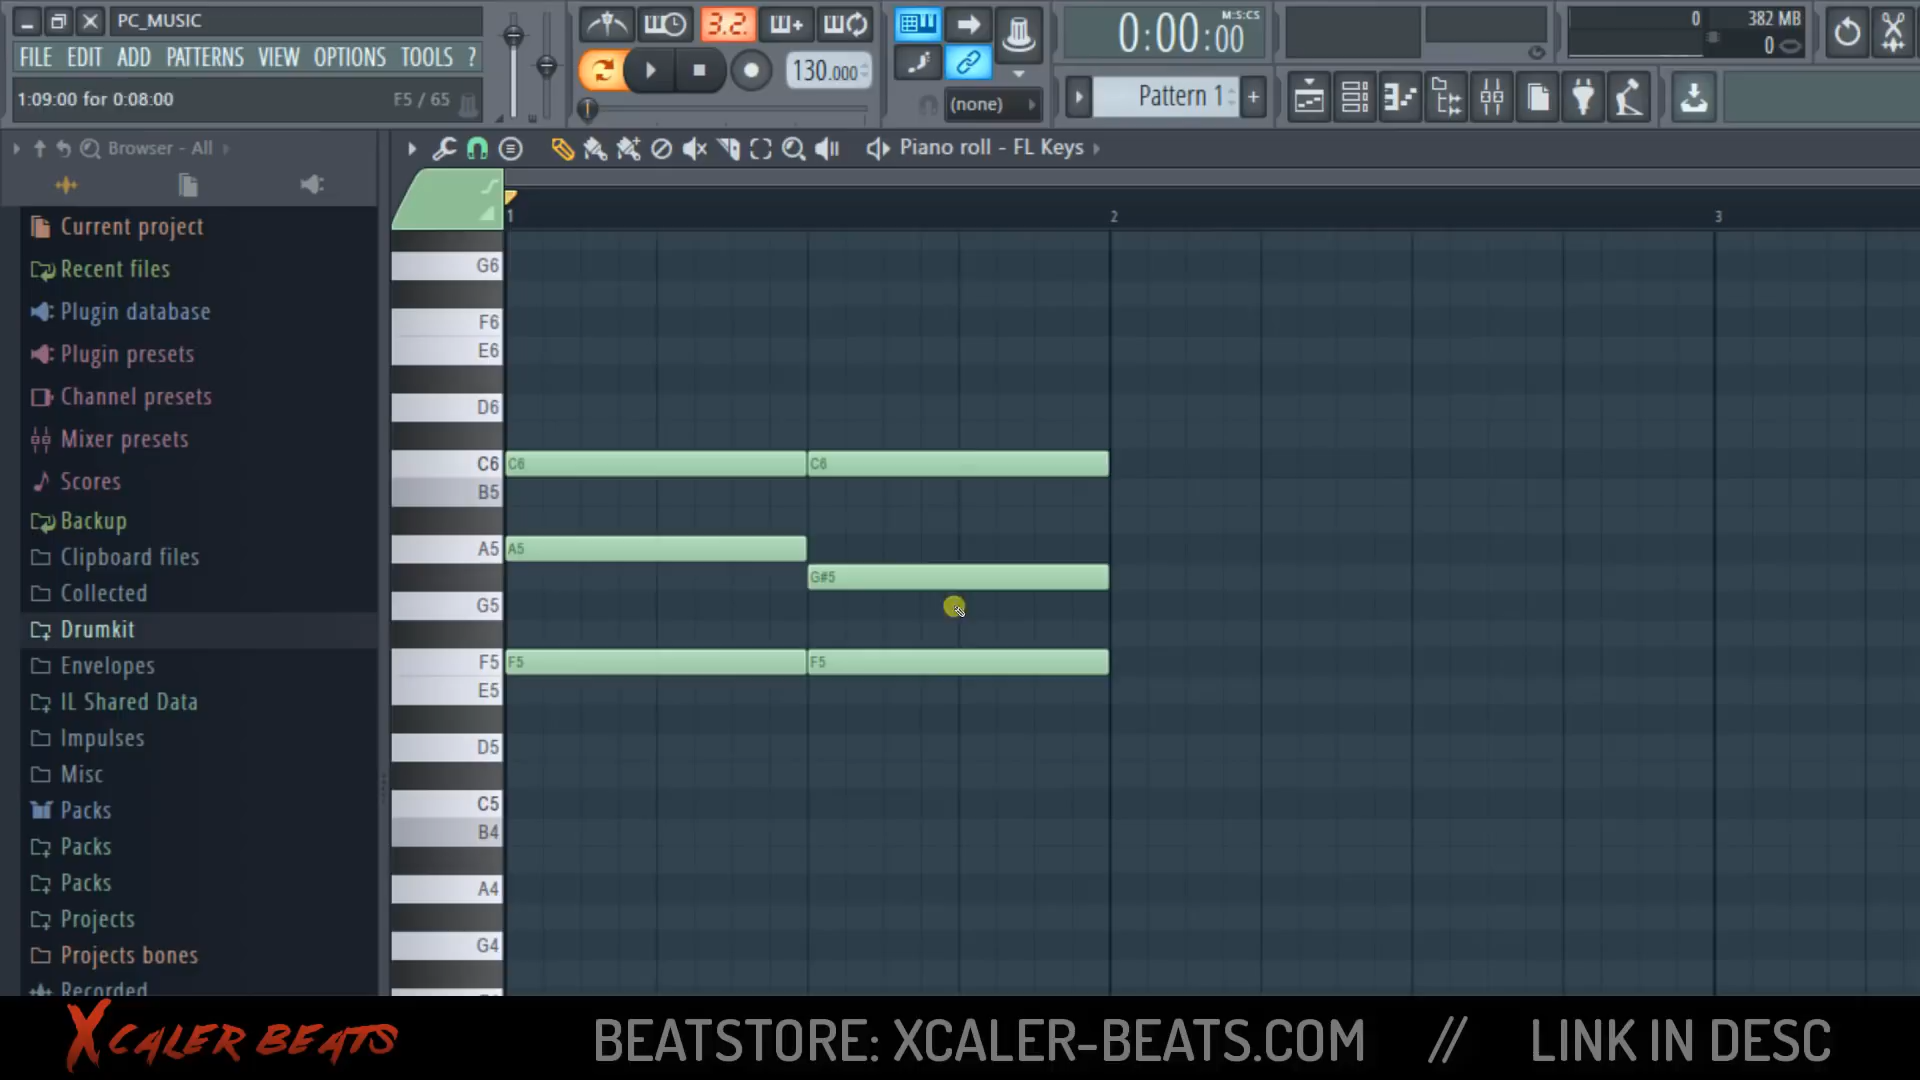 PC_MUSIC
FILE EDIT ADD PATTERNS VIEW OPTIONS TOOLS ?
1:09:00 for 0:08:00 F5 / 65
3.2
130.000
(none)
0:00:00
M:S:CS
Pattern 1
+
0
382 MB
0
Browser - All
Current project
Recent files
Plugin database
Plugin presets
Channel presets
Mixer presets
Scores
Backup
Clipboard files
Collected
Drumkit
Envelopes
IL Shared Data
Impulses
Misc
Packs
Packs
Packs
Projects
Projects bones
Recorded
Piano roll - FL Keys
1 2 3
G6
F6
E6
D6
C6 C6 C6
B5
A5 A5
G#5
G5
F5 F5 F5
E5
D5
C5
B4
A4
G4
XCALER BEATS
BEATSTORE: XCALER-BEATS.COM // LINK IN DESC